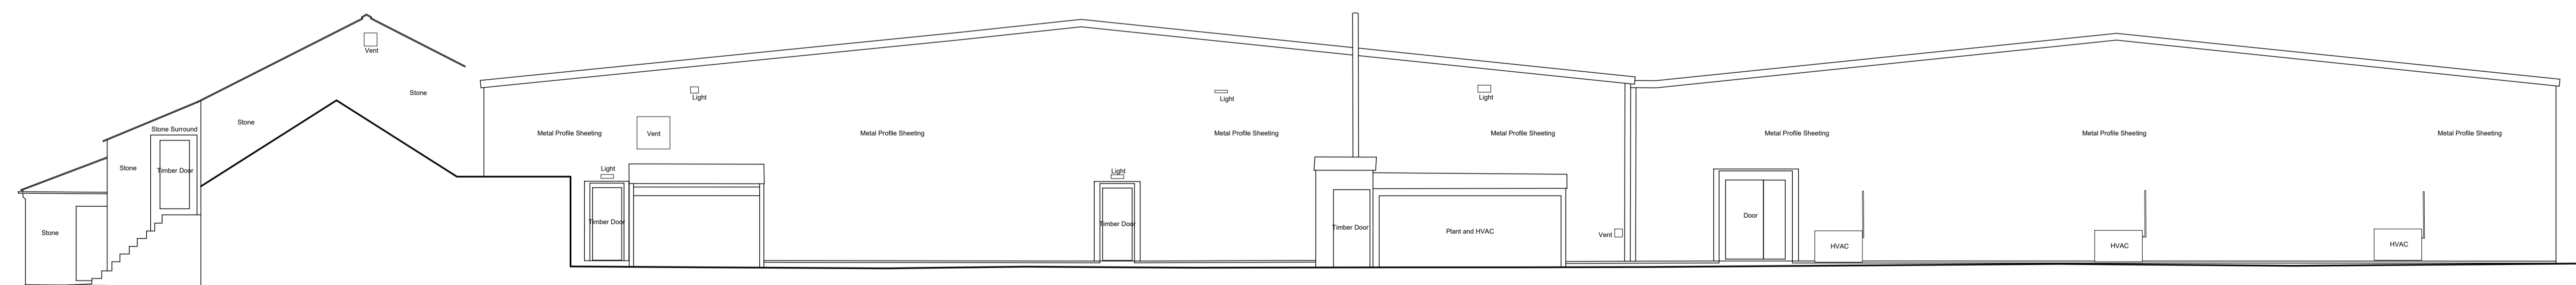 Vent
Stone
Stone
Stone Surround
Stone
Timber Door
Stone
Light
Light
Light
Metal Profile Sheeting
Vent
Metal Profile Sheeting
Metal Profile Sheeting
Metal Profile Sheeting
Metal Profile Sheeting
Metal Profile Sheeting
Metal Profile Sheeting
Light
Light
Timber Door
Timber Door
Timber Door
Plant and HVAC
Vent
Door
HVAC
HVAC
HVAC